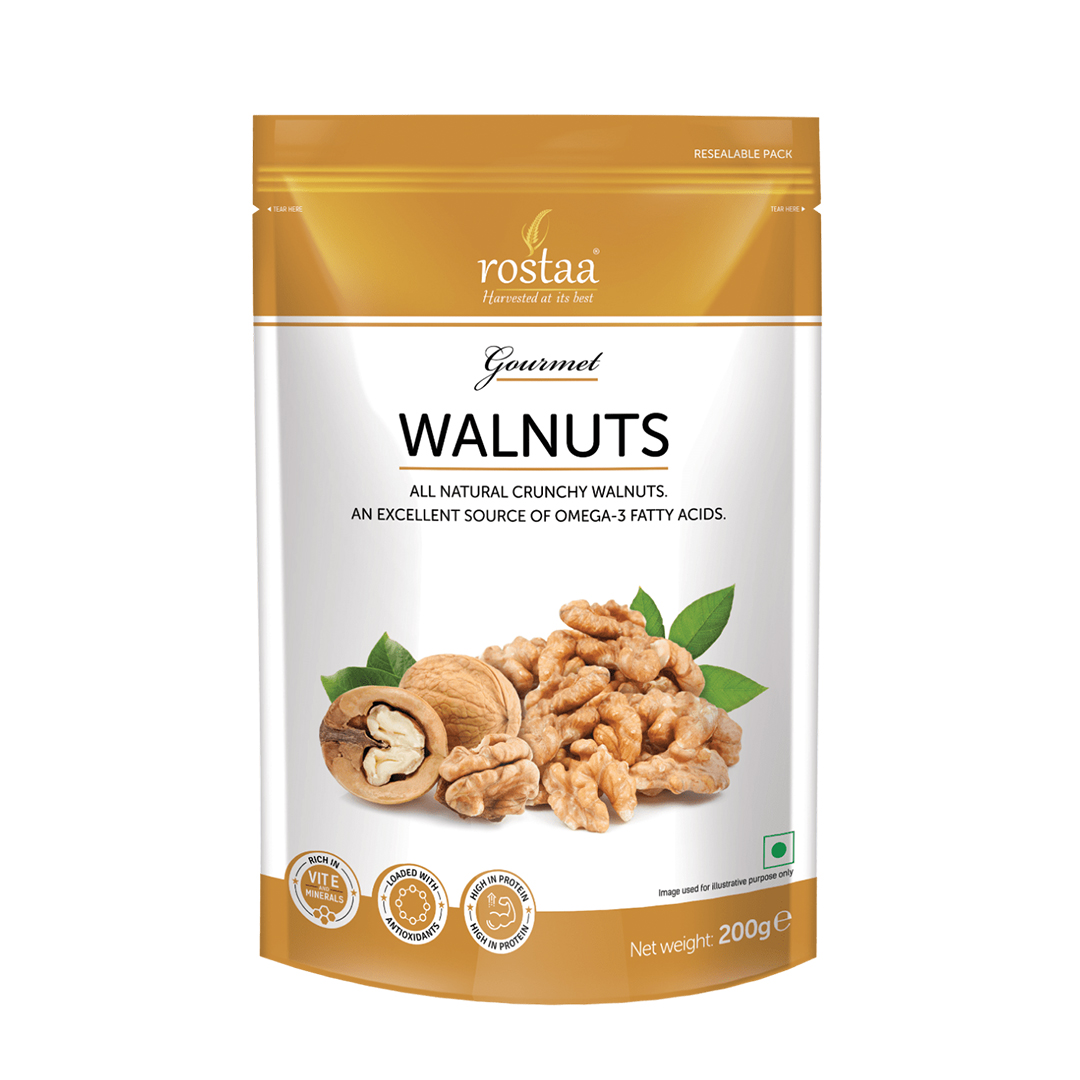 RESEALABLE PACK
TEAR HERE
TEAR HERE
rostaa®
Harvested at its best
Gourmet
WALNUTS
ALL NATURAL CRUNCHY WALNUTS.
AN EXCELLENT SOURCE OF OMEGA-3 FATTY ACIDS.
RICH IN
VIT E
AND
MINERALS
LOADED WITH
ANTIOXIDANTS
HIGH IN PROTEIN
HIGH IN PROTEIN
Image used for illustrative purpose only
Net weight: 200g℮